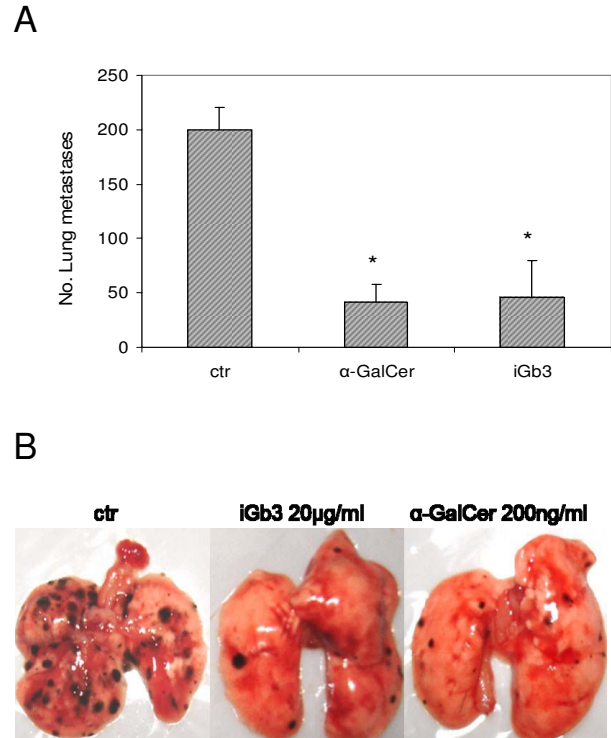 A
250
200
150
100
50
0
No. Lung metastases
*
*
ctr
α-GalCer
iGb3
B
ctr
iGb3 20µg/ml
α-GalCer 200ng/ml